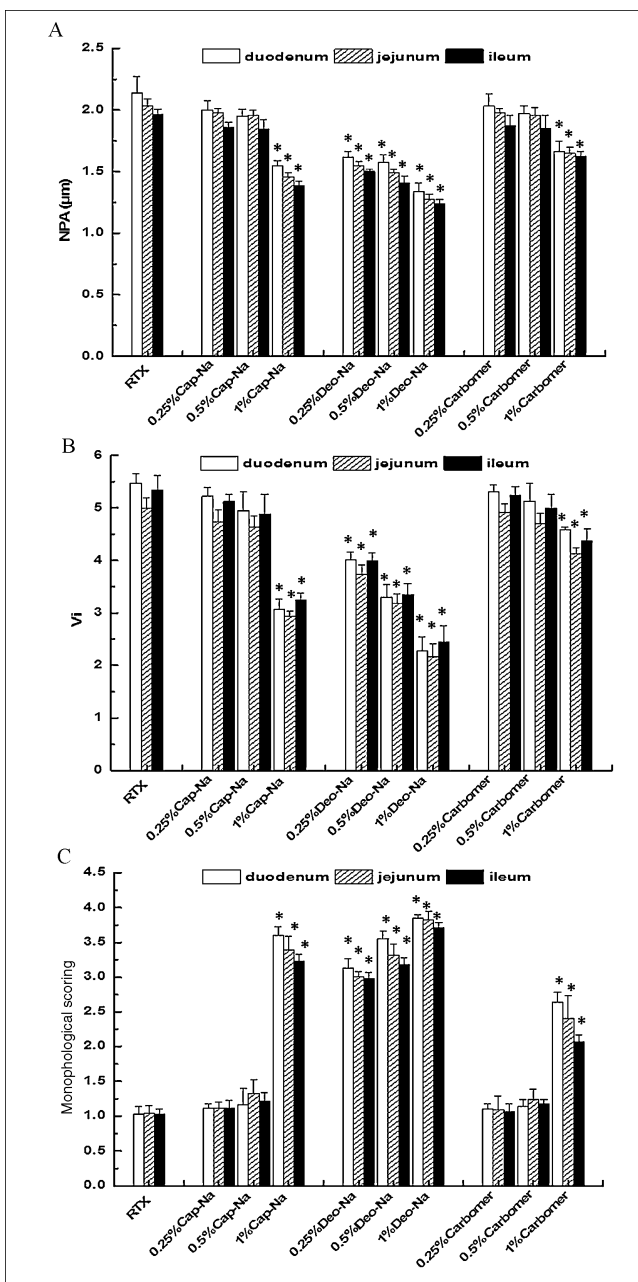 A
duodenum jejunum ileum
NPA (μm)
2.5
2.0
1.5
1.0
0.5
0.0
* * * * * * * * * * * * * * *
RTX
0.25%Cap-Na
0.5%Cap-Na
1%Cap-Na
0.25%Deo-Na
0.5%Deo-Na
1%Deo-Na
0.25%Carbomer
0.5%Carbomer
1%Carbomer
B
duodenum jejunum ileum
Vi
6
5
4
3
2
1
0
* * * * * * * * * * * * * * *
RTX
0.25%Cap-Na
0.5%Cap-Na
1%Cap-Na
0.25%Deo-Na
0.5%Deo-Na
1%Deo-Na
0.25%Carbomer
0.5%Carbomer
1%Carbomer
C
duodenum jejunum ileum
Monophological scoring
4.5
4.0
3.5
3.0
2.5
2.0
1.5
1.0
0.5
0.0
* * * * * * * * * * * * * * *
RTX
0.25%Cap-Na
0.5%Cap-Na
1%Cap-Na
0.25%Deo-Na
0.5%Deo-Na
1%Deo-Na
0.25%Carbomer
0.5%Carbomer
1%Carbomer